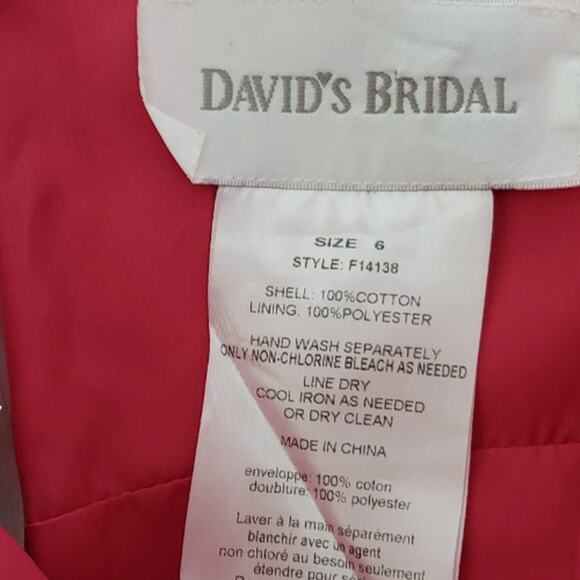 DAVID'S BRIDAL
SIZE 6
STYLE: F14138
SHELL: 100%COTTON
LINING: 100%POLYESTER
HAND WASH SEPARATELY
ONLY NON-CHLORINE BLEACH AS NEEDED
LINE DRY
COOL IRON AS NEEDED
OR DRY CLEAN
MADE IN CHINA
enveloppe: 100% coton
doublure: 100% polyester
Laver à la main séparément
blanchir avec un agent
non chloré au besoin seulement
étendre pour